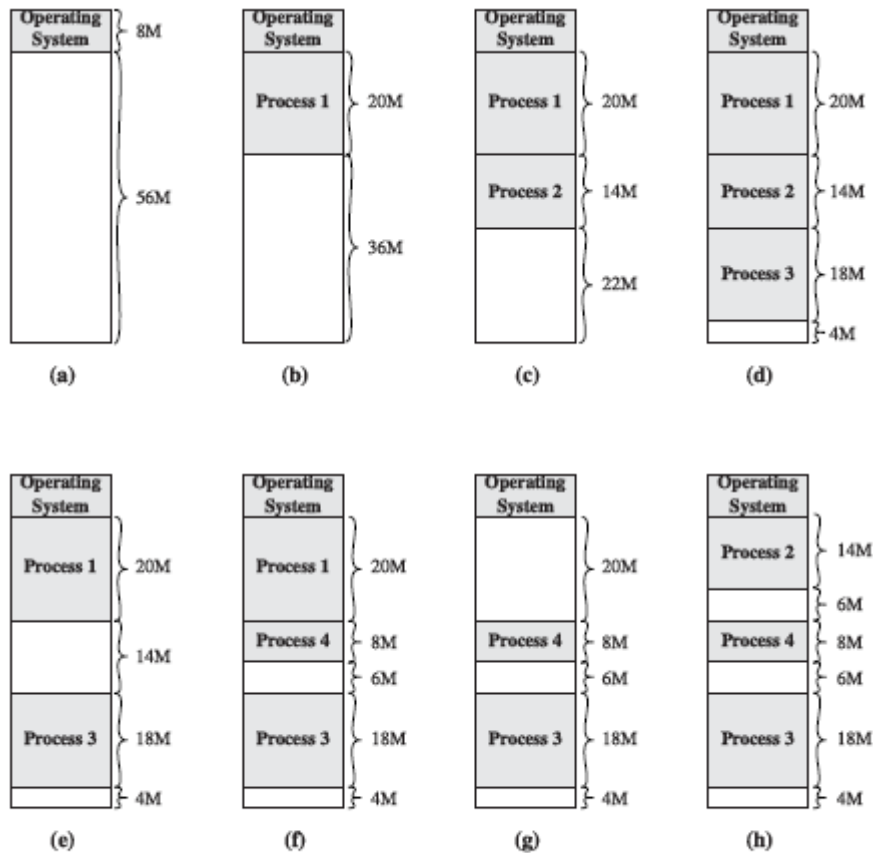 Operating
System
8M
56M
(a)
Operating
System
Process 1
20M
36M
(b)
Operating
System
Process 1
20M
Process 2
14M
22M
(c)
Operating
System
Process 1
20M
Process 2
14M
Process 3
18M
4M
(d)
Operating
System
Process 1
20M
14M
Process 3
18M
4M
(e)
Operating
System
Process 1
20M
Process 4
8M
6M
Process 3
18M
4M
(f)
Operating
System
20M
Process 4
8M
6M
Process 3
18M
4M
(g)
Operating
System
Process 2
14M
6M
Process 4
8M
6M
Process 3
18M
4M
(h)